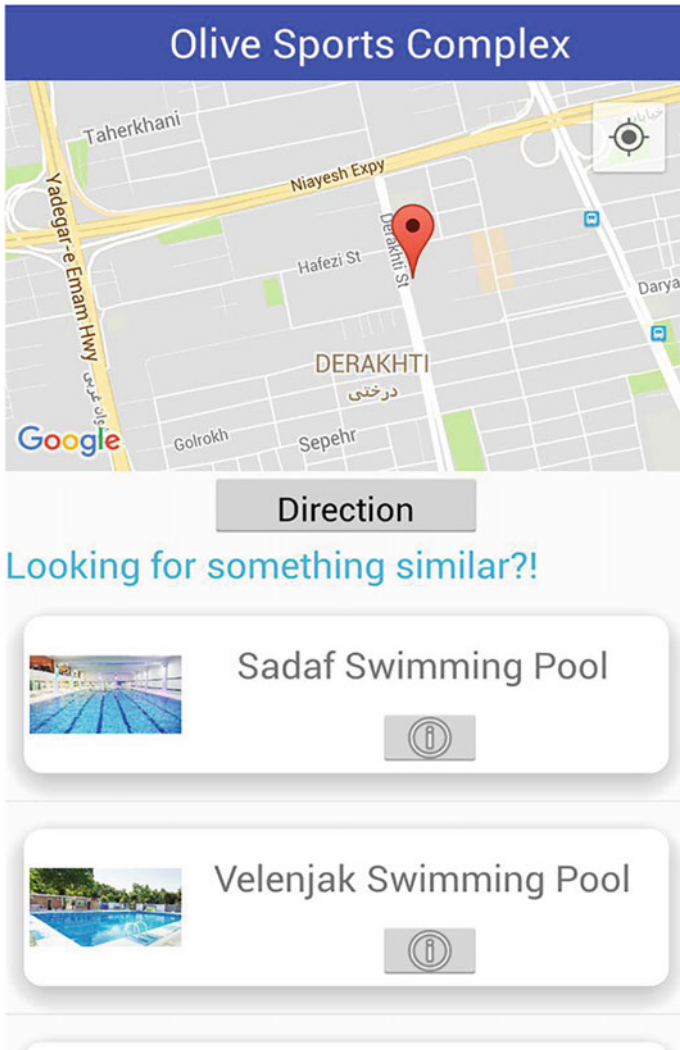 Olive Sports Complex
Taherkhani
Niayesh Expy
Yadegar-e Emam Hwy
Derakhti St
Hafezi St
Darya
DERAKHTI
درختی
Google
Golrokh
Sepehr
Direction
Looking for something similar?!
Sadaf Swimming Pool
Velenjak Swimming Pool